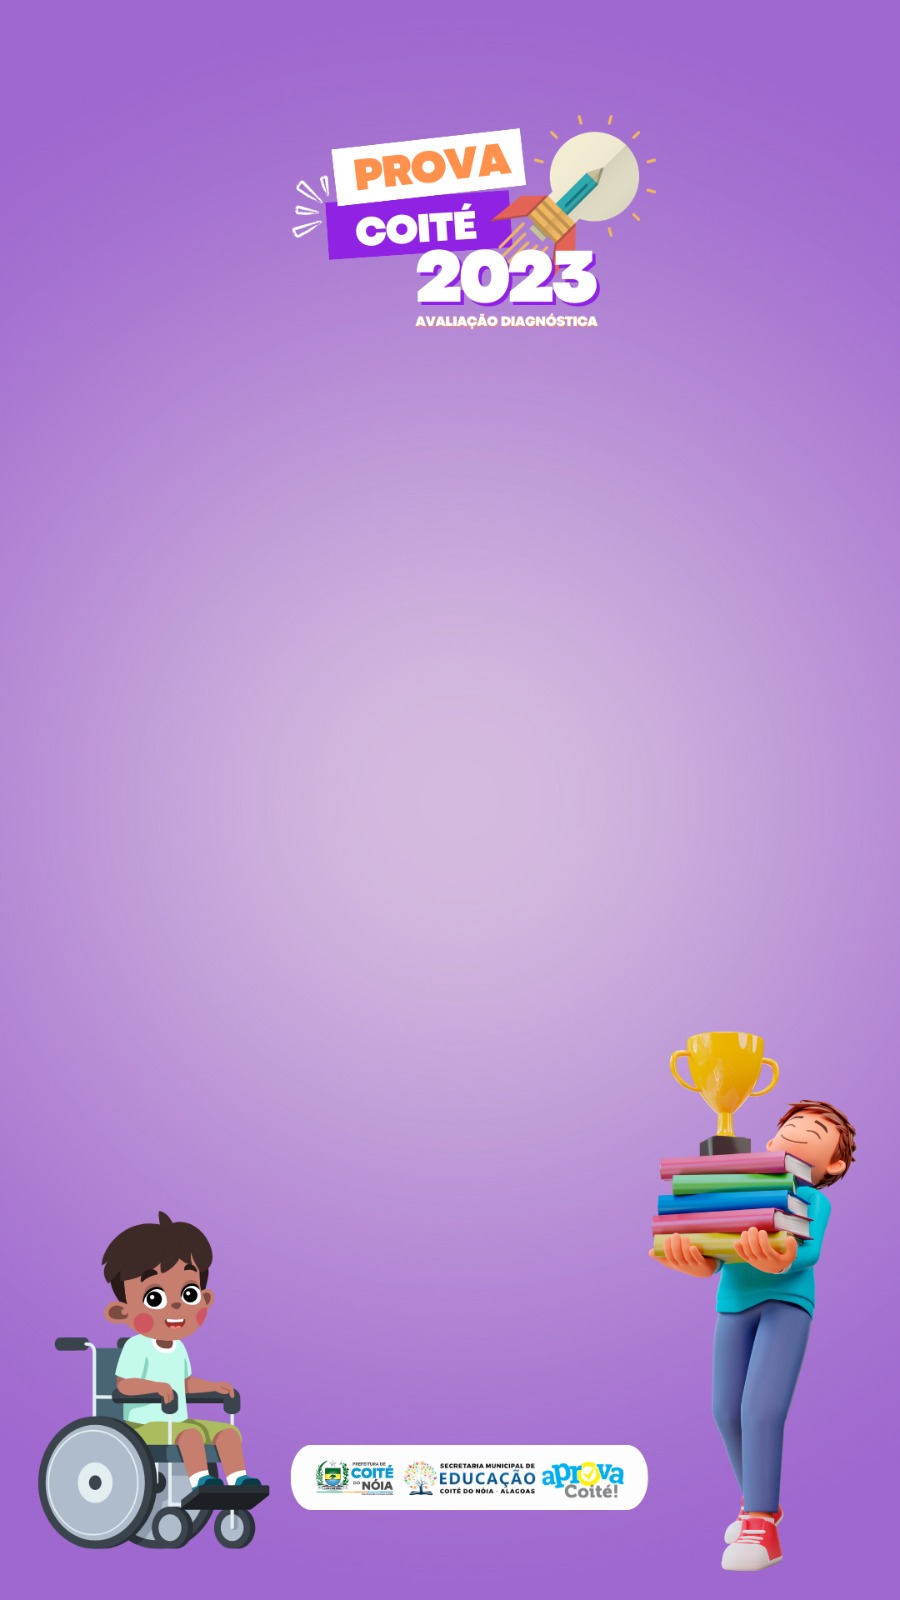 PROVA
COITÉ
2023
AVALIAÇÃO DIAGNÓSTICA
PREFEITURA DE
COITÉ
DO NÓIA
SECRETARIA MUNICIPAL DE
EDUCAÇÃO
COITÉ DO NÓIA - ALAGOAS
aprova
Coité!